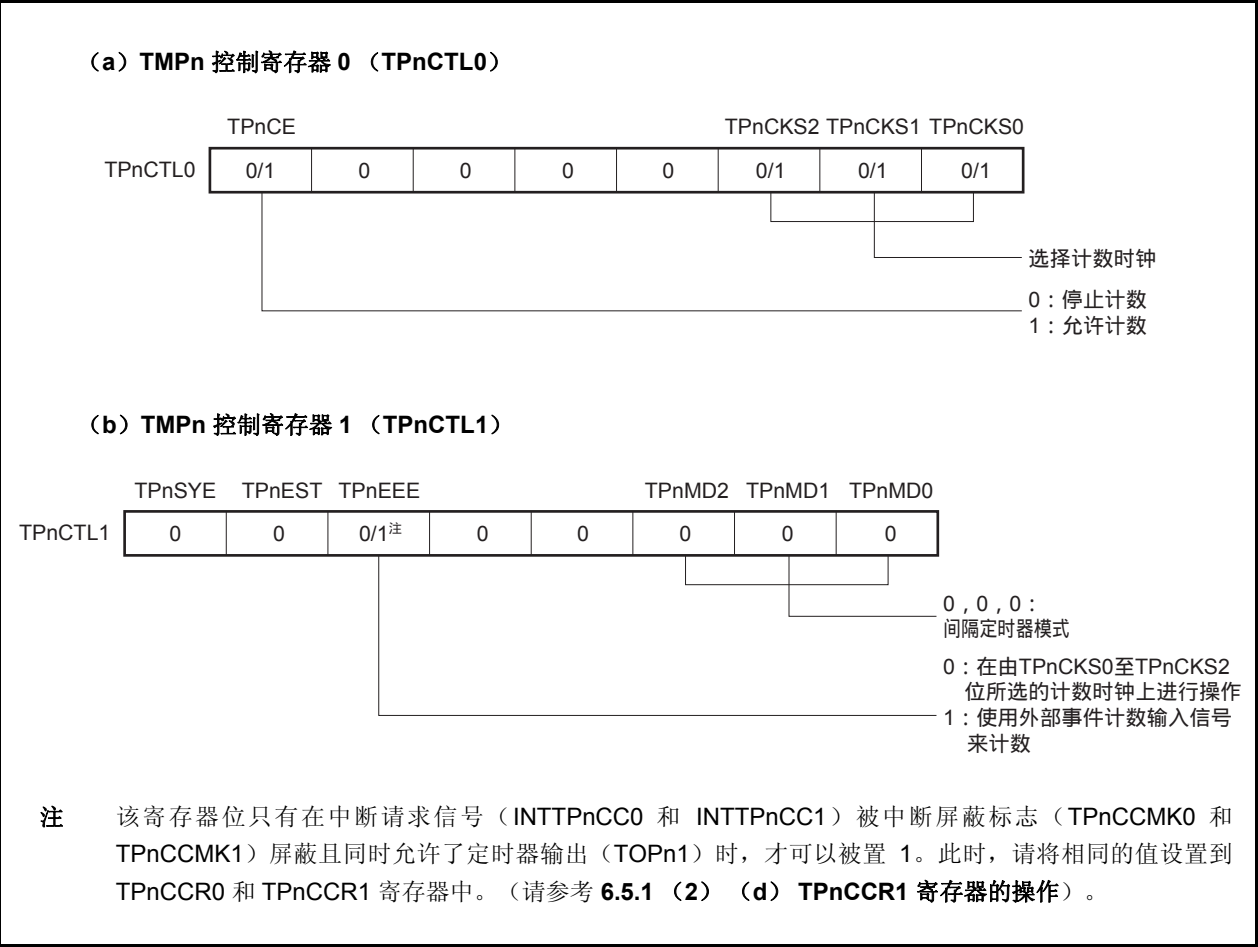 （a）TMPn 控制寄存器 0 （TPnCTL0）
TPnCE TPnCKS2 TPnCKS1 TPnCKS0
TPnCTL0 0/1 0 0 0 0 0/1 0/1 0/1
选择计数时钟
0：停止计数
1：允许计数
（b）TMPn 控制寄存器 1 （TPnCTL1）
TPnSYE TPnEST TPnEEE TPnMD2 TPnMD1 TPnMD0
TPnCTL1 0 0 0/1注 0 0 0 0 0
0，0，0：
间隔定时器模式
0：在由TPnCKS0至TPnCKS2
位所选的计数时钟上进行操作
1：使用外部事件计数输入信号
来计数
注 该寄存器位只有在中断请求信号（INTTPnCC0 和 INTTPnCC1）被中断屏蔽标志（TPnCCMK0 和
TPnCCMK1）屏蔽且同时允许了定时器输出（TOPn1）时，才可以被置 1。此时，请将相同的值设置到
TPnCCR0 和 TPnCCR1 寄存器中。（请参考 6.5.1 （2） （d） TPnCCR1 寄存器的操作）。